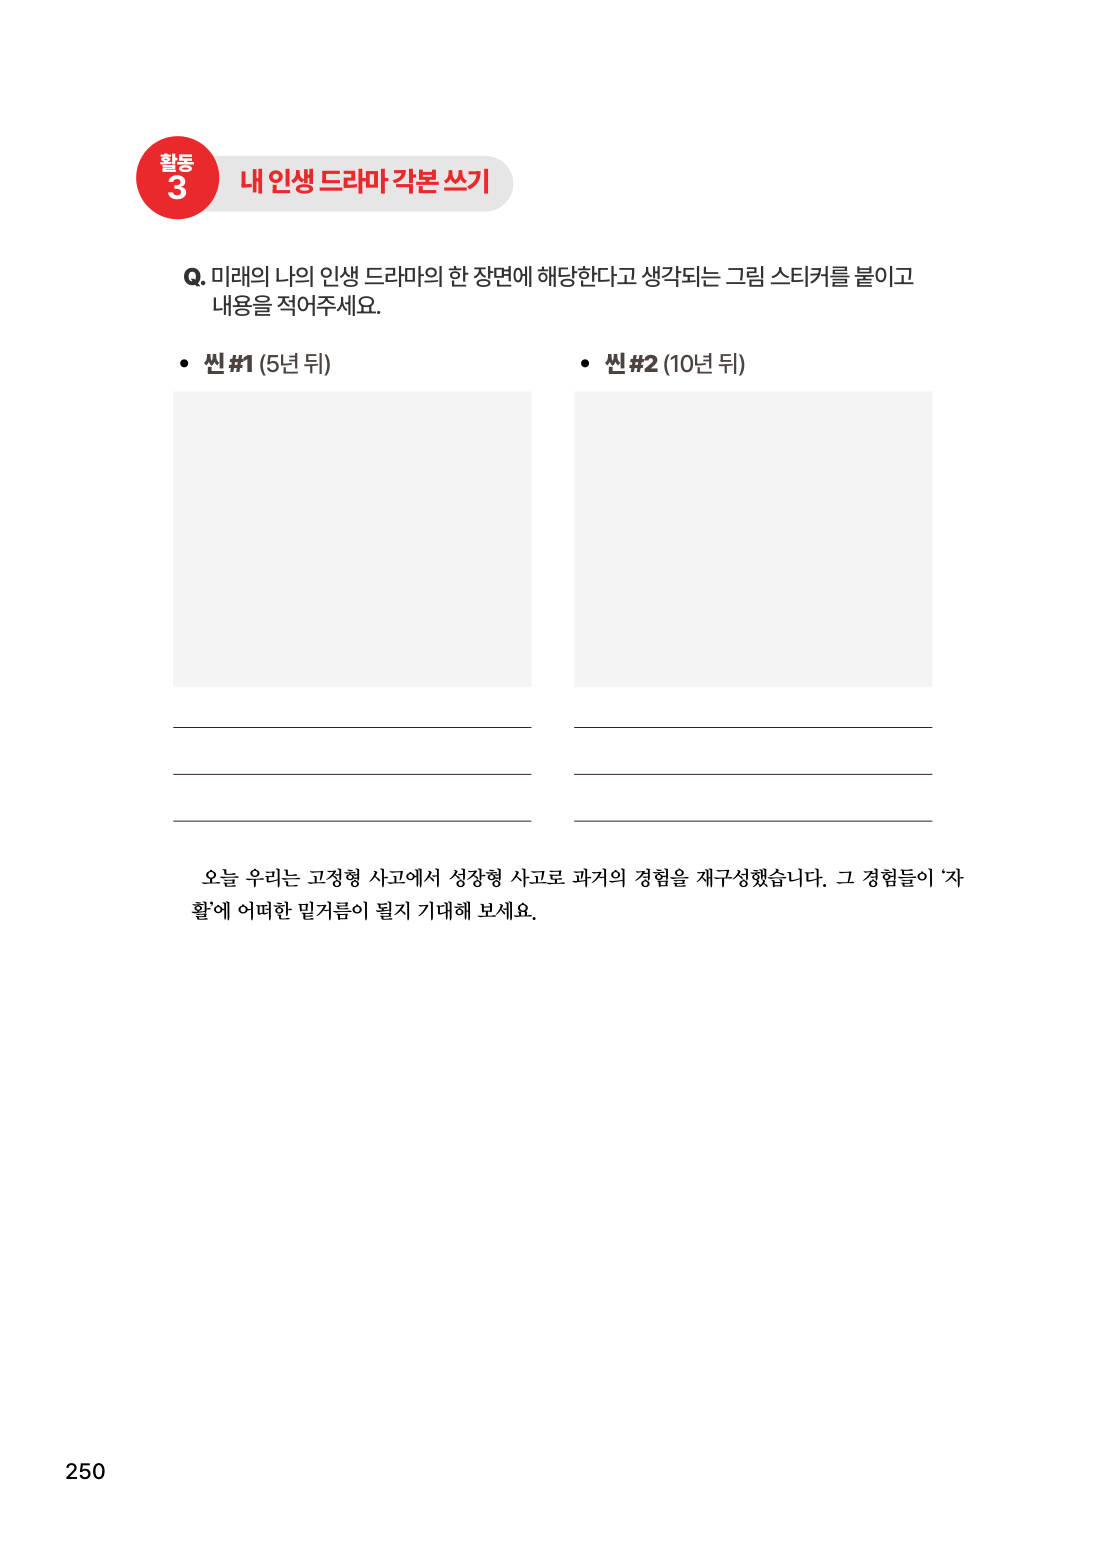 활동
3
내 인생 드라마 각본 쓰기
Q. 미래의 나의 인생 드라마의 한 장면에 해당한다고 생각되는 그림 스티커를 붙이고
내용을 적어주세요.
• 씬 #1 (5년 뒤)
• 씬 #2 (10년 뒤)
오늘 우리는 고정형 사고에서 성장형 사고로 과거의 경험을 재구성했습니다. 그 경험들이 ‘자
활’에 어떠한 밑거름이 될지 기대해 보세요.
250